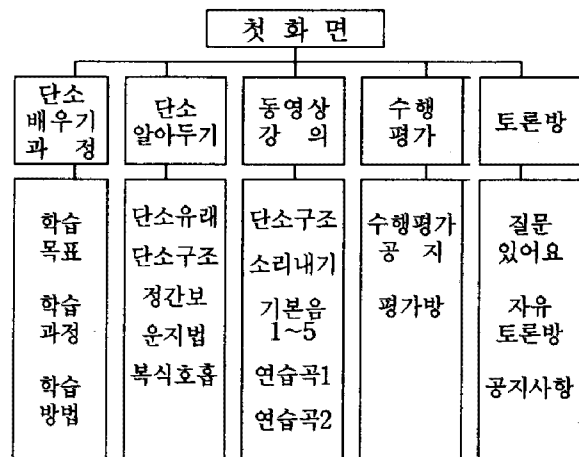 첫 화 면
단소
배우기
과 정
단소
알아두기
동영상
강 의
수행
평가
토론방
학습
목표
학습
과정
학습
방법
단소유래
단소구조
정간보
운지법
복식호흡
단소구조
소리내기
기본음
1~5
연습곡1
연습곡2
수행평가
공 지
평가방
질문
있어요
자유
토론방
공지사항